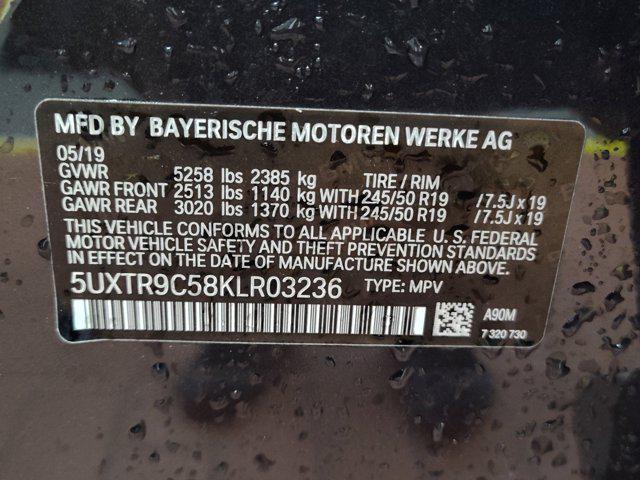 MFD BY BAYERISCHE MOTOREN WERKE AG
05/19
GVWR 5258 lbs 2385 kg TIRE / RIM
GAWR FRONT 2513 lbs 1140 kg WITH 245/50 R19 /7.5J x 19
GAWR REAR 3020 lbs 1370 kg WITH 245/50 R19 /7.5J x 19
THIS VEHICLE CONFORMS TO ALL APPLICABLE U.S. FEDERAL
MOTOR VEHICLE SAFETY AND THEFT PREVENTION STANDARDS
IN EFFECT ON THE DATE OF MANUFACTURE SHOWN ABOVE.
5UXTR9C58KLR03236 TYPE: MPV
A90M
7 320 730